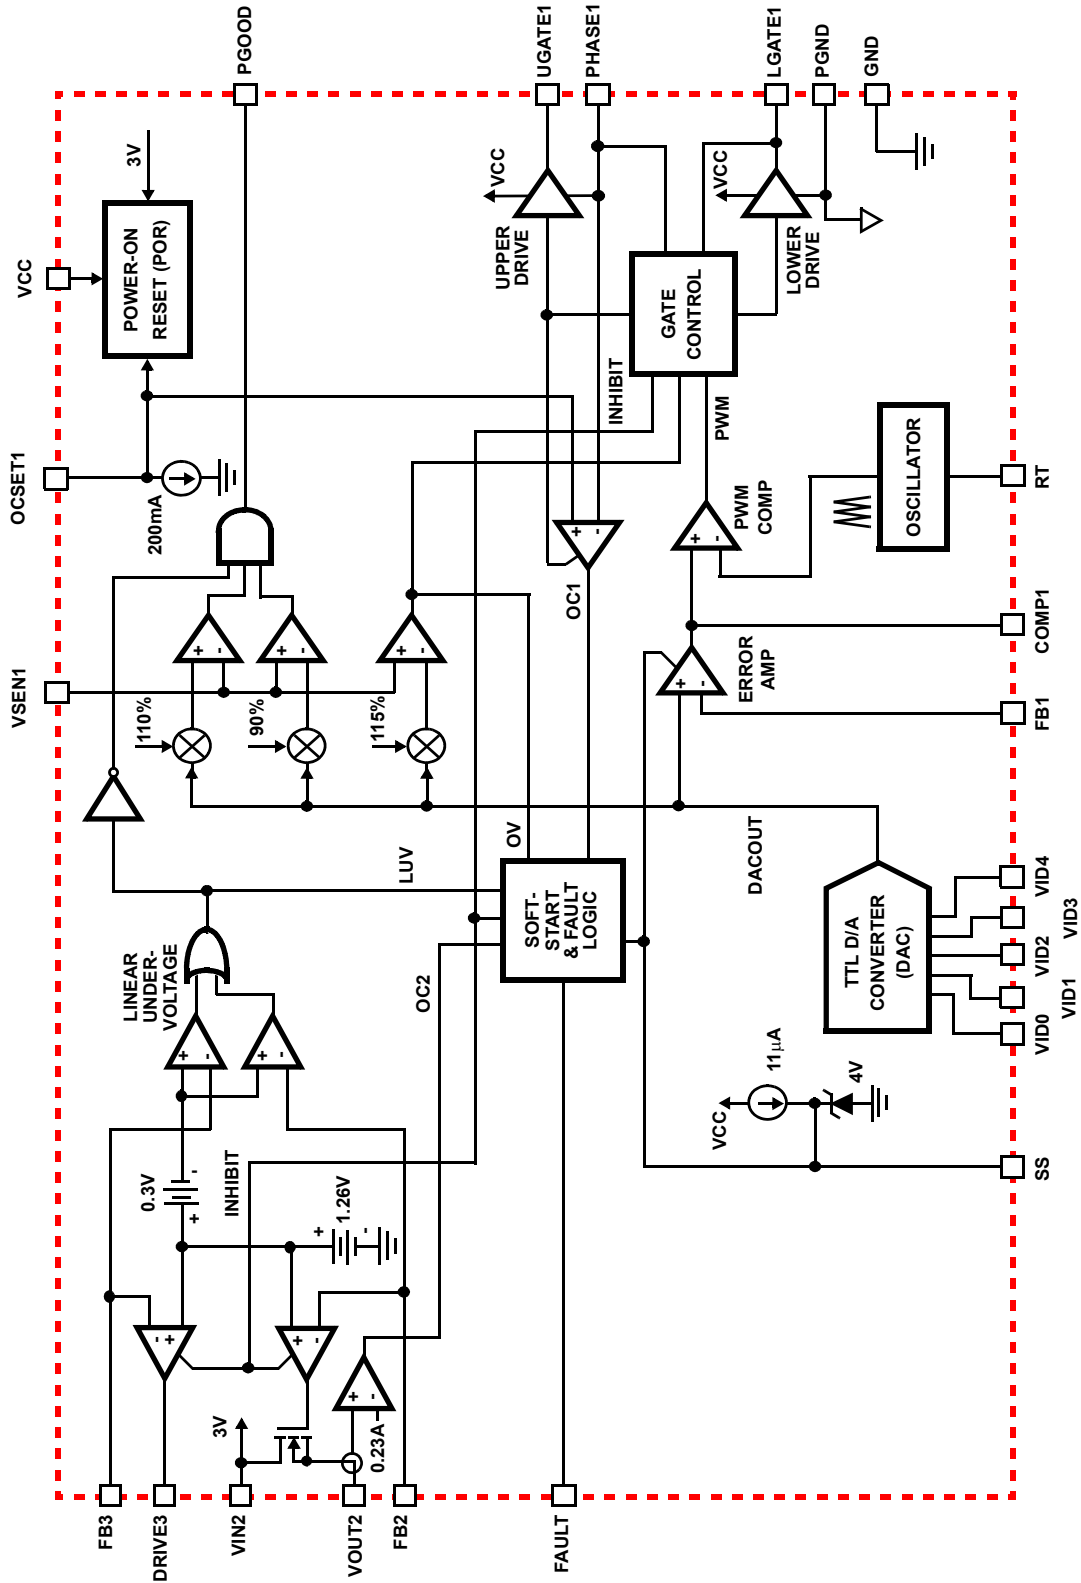 VSEN1
OCSET1
VCC
FB3
LINEAR
UNDER-
VOLTAGE
0.3V
+
-
110%
3V
POWER-ON
RESET (POR)
200mA
DRIVE3
-
+
+
-
+
-
LUV
INHIBIT
PGOOD
VIN2
3V
+
-
1.26V
-
+
+
-
90%
+
-
VOUT2
0.23A
+
-
FB2
OC2
115%
+
-
OV
VCC
UPPER
DRIVE
UGATE1
FAULT
SOFT-
START
& FAULT
LOGIC
OC1
+
-
INHIBIT
PHASE1
GATE
CONTROL
+
-
ERROR
AMP
+
-
PWM
COMP
PWM
VCC
LOWER
DRIVE
LGATE1
PGND
GND
DACOUT
VCC
11µA
4V
TTL D/A
CONVERTER
(DAC)
OSCILLATOR
SS
VID0
VID1
VID2
VID3
VID4
FB1
COMP1
RT